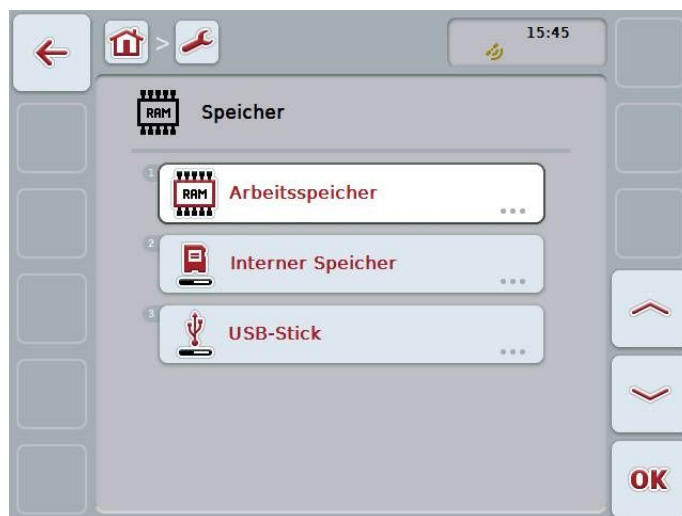 15:45
RAM Speicher
1
RAM Arbeitsspeicher
2
Interner Speicher
3
USB-Stick
OK